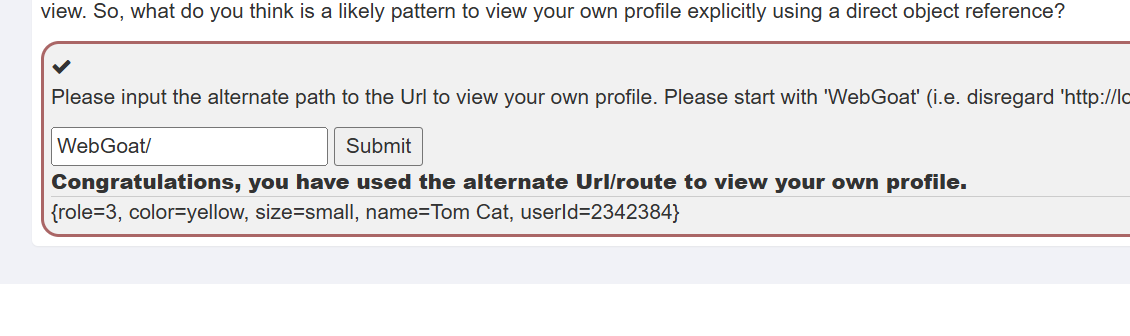 view. So, what do you think is a likely pattern to view your own profile explicitly using a direct object reference?
Please input the alternate path to the Url to view your own profile. Please start with 'WebGoat' (i.e. disregard 'http://lo
WebGoat/ Submit
Congratulations, you have used the alternate Url/route to view your own profile.
{role=3, color=yellow, size=small, name=Tom Cat, userId=2342384}